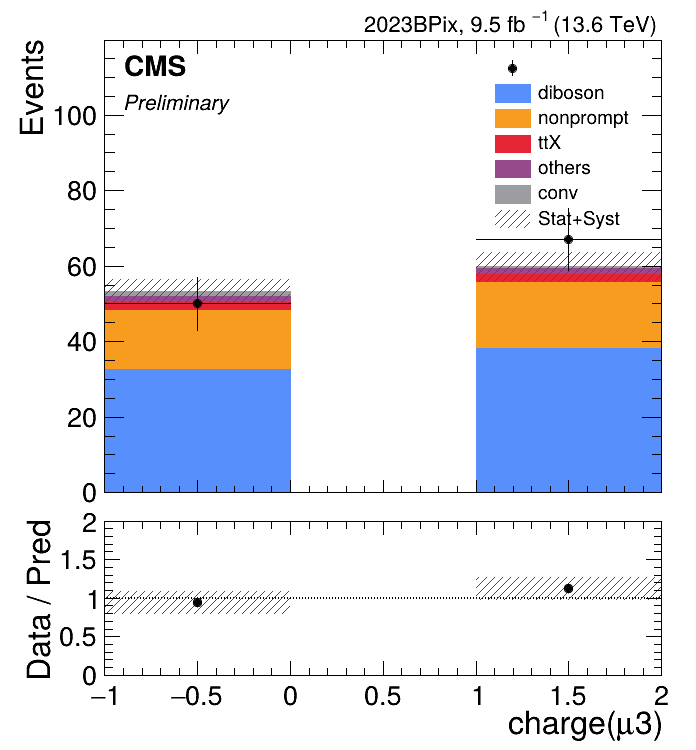 2023BPix, 9.5 fb⁻¹ (13.6 TeV)
CMS
Preliminary
Events
100
80
60
40
20
0
diboson
nonprompt
ttX
others
conv
Stat+Syst
Data / Pred
2
1.5
1
0.5
0
−1 −0.5 0 0.5 1 1.5 2
charge(μ3)